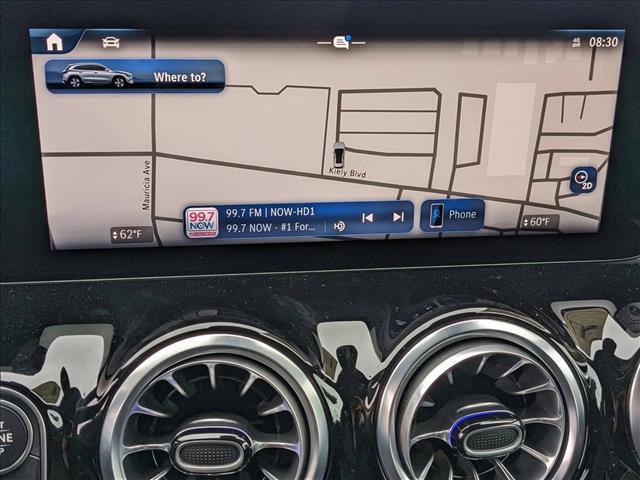 08:30
Where to?
Mauricia Ave
Kiely Blvd
2D
99.7 FM | NOW-HD1
99.7 NOW - #1 For...
99.7
NOW
Phone
62°F
60°F